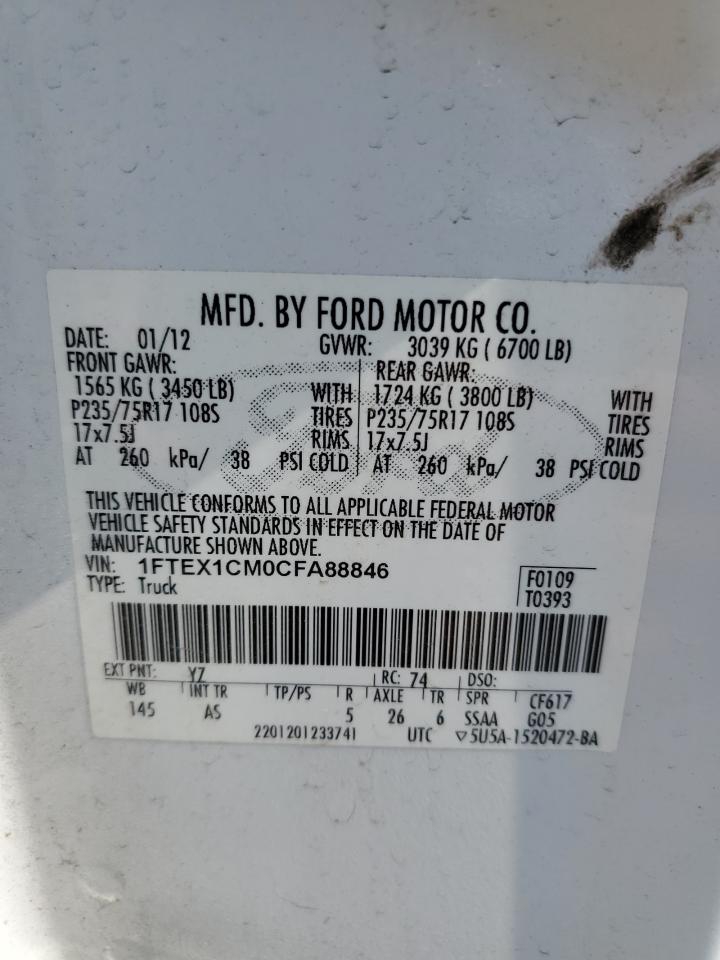 MFD. BY FORD MOTOR CO.
DATE: 01/12 GVWR: 3039 KG ( 6700 LB)
FRONT GAWR: REAR GAWR:
1565 KG ( 3450 LB) WITH 1724 KG ( 3800 LB) WITH
P235/75R17 108S TIRES P235/75R17 108S TIRES
17x7.5J RIMS 17x7.5J RIMS
AT 260 kPa/ 38 PSI COLD AT 260 kPa/ 38 PSI COLD
THIS VEHICLE CONFORMS TO ALL APPLICABLE FEDERAL MOTOR
VEHICLE SAFETY STANDARDS IN EFFECT ON THE DATE OF
MANUFACTURE SHOWN ABOVE.
VIN: 1FTEX1CM0CFA88846
TYPE: Truck
F0109
T0393
EXT PNT: YZ RC: 74 DSO:
WB INT TR TP/PS R AXLE TR SPR CF617
145 AS 5 26 6 SSAA G05
2201201233741 UTC ▽5U5A-1520472-BA